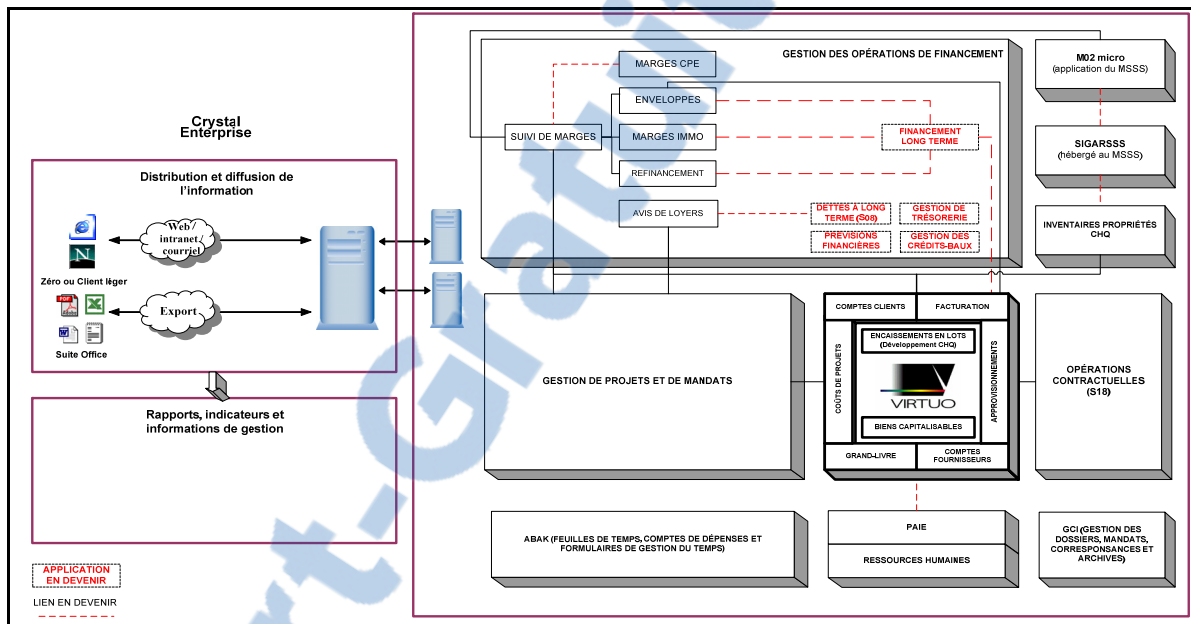 Crystal
Enterprise
Distribution et diffusion de
l'information
Web /
intranet /
courriel
Zéro ou Client léger
Export
Suite Office
Rapports, indicateurs et
informations de gestion
APPLICATION
EN DEVENIR
LIEN EN DEVENIR
GESTION DES OPÉRATIONS DE FINANCEMENT
MARGES CPE
ENVELOPPES
SUIVI DE MARGES
MARGES IMMO
FINANCEMENT
LONG TERME
REFINANCEMENT
AVIS DE LOYERS
DETTES À LONG
TERME (S08)
GESTION DE
TRÉSORERIE
PRÉVISIONS
FINANCIÈRES
GESTION DES
CRÉDITS-BAUX
M02 micro
(application du MSSS)
SIGARSSS
(hébergé au MSSS)
INVENTAIRES PROPRIÉTÉS
CHQ
GESTION DE PROJETS ET DE MANDATS
COMPTES CLIENTS
FACTURATION
ENCAISSEMENTS EN LOTS
(Développement CHQ)
COÛTS DE PROJETS
APPROVISIONNEMENTS
VIRTUO
BIENS CAPITALISABLES
GRAND-LIVRE
COMPTES
FOURNISSEURS
OPÉRATIONS
CONTRACTUELLES
(S18)
ABAK (FEUILLES DE TEMPS, COMPTES DE DÉPENSES ET
FORMULAIRES DE GESTION DU TEMPS)
PAIE
RESSOURCES HUMAINES
GCI (GESTION DES
DOSSIERS, MANDATS,
CORRESPONSANCES ET
ARCHIVES)
rt-Gratuit